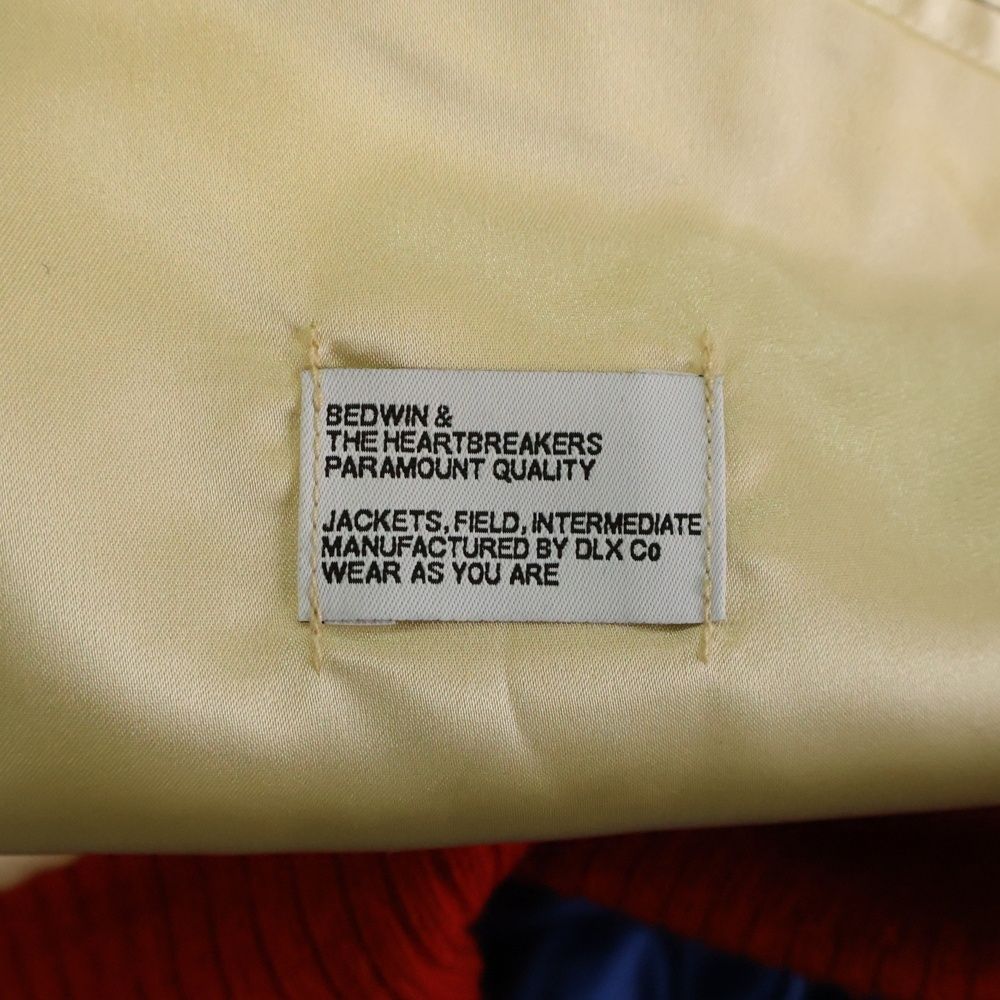 BEDWIN &
THE HEARTBREAKERS
PARAMOUNT QUALITY
JACKETS, FIELD, INTERMEDIATE
MANUFACTURED BY DLX Co
WEAR AS YOU ARE